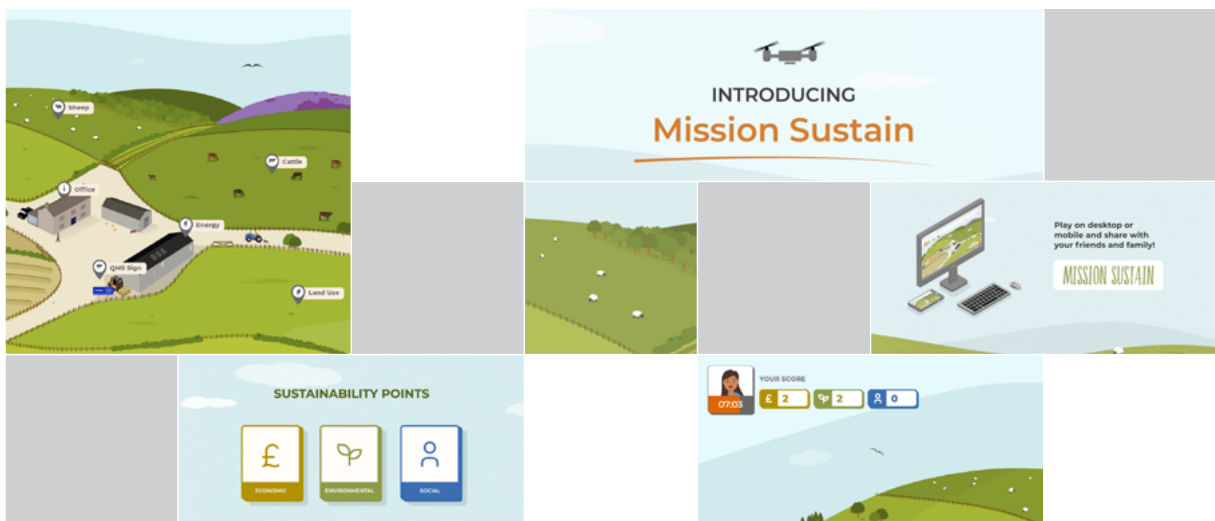 Sheep
Cattle
Office
Energy
QMS Sign
Land Use
INTRODUCING
Mission Sustain
Play on desktop or
mobile and share with
your friends and family!
MISSION SUSTAIN
SUSTAINABILITY POINTS
£
ECONOMIC
ENVIRONMENTAL
SOCIAL
YOUR SCORE
07:03
£ 2
2
0